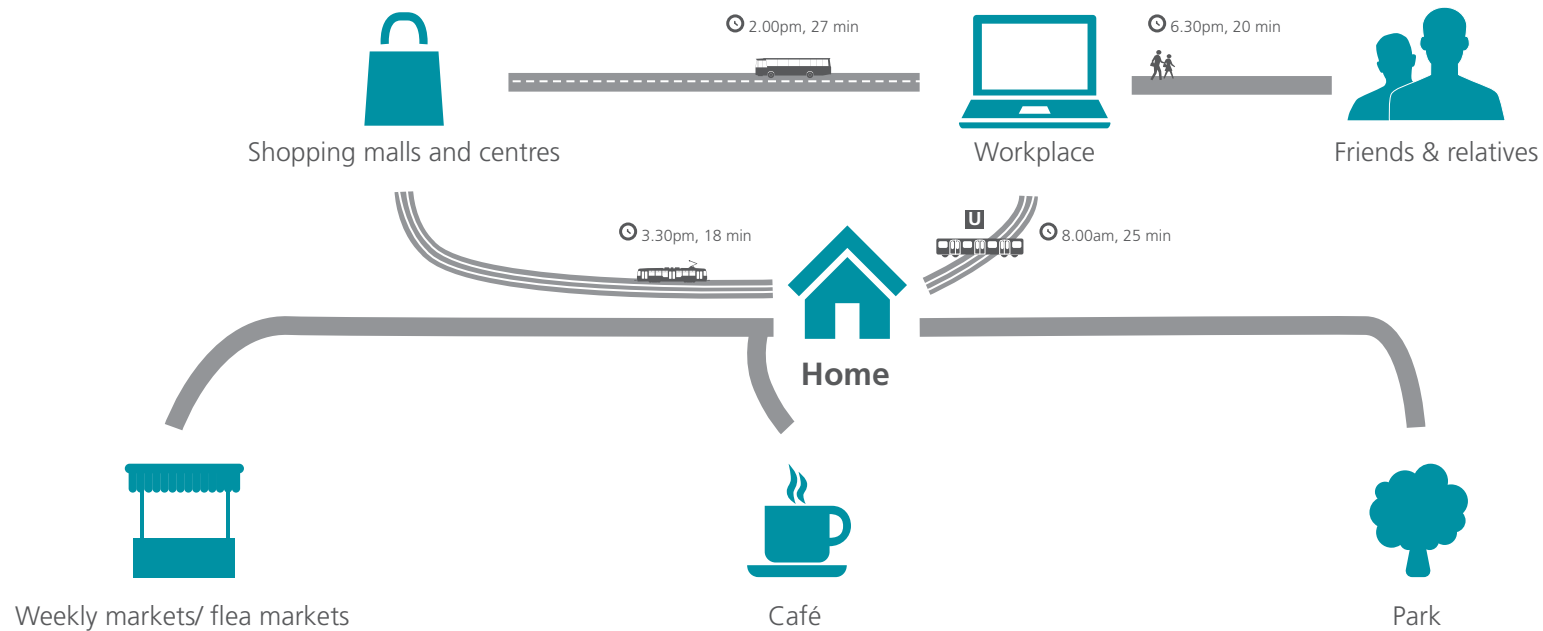 2.00pm, 27 min
6.30pm, 20 min
Shopping malls and centres
Workplace
Friends & relatives
U
3.30pm, 18 min
8.00am, 25 min
Home
Weekly markets/ flea markets
Café
Park